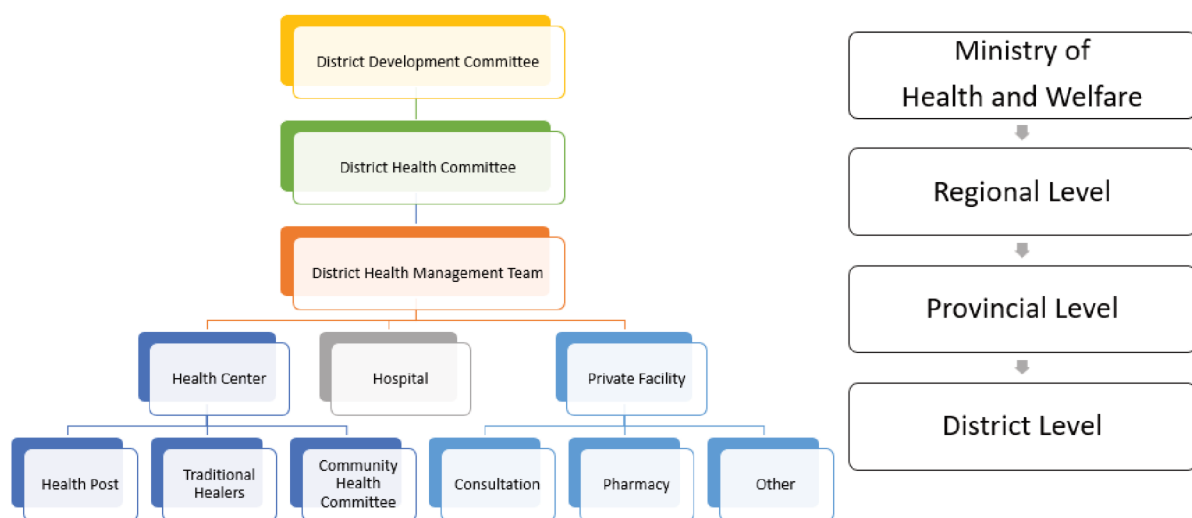 District Development Committee
District Health Committee
District Health Management Team
Health Center
Hospital
Private Facility
Health Post
Traditional
Healers
Community
Health
Committee
Consultation
Pharmacy
Other
Ministry of
Health and Welfare
Regional Level
Provincial Level
District Level